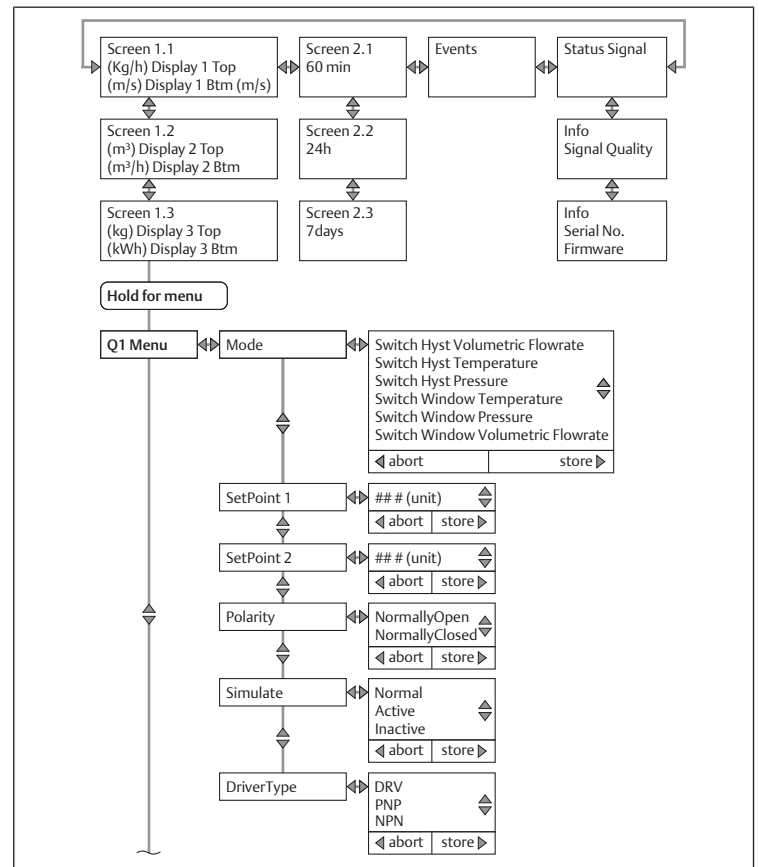 Screen 1.1
(Kg/h) Display 1 Top
(m/s) Display 1 Btm (m/s)
Screen 2.1
60 min
Events
Status Signal
Screen 1.2
(m³) Display 2 Top
(m³/h) Display 2 Btm
Screen 2.2
24h
Info
Signal Quality
Screen 1.3
(kg) Display 3 Top
(kWh) Display 3 Btm
Screen 2.3
7days
Info
Serial No.
Firmware
Hold for menu
Q1 Menu
Mode
Switch Hyst Volumetric Flowrate
Switch Hyst Temperature
Switch Hyst Pressure
Switch Window Temperature
Switch Window Pressure
Switch Window Volumetric Flowrate
abort
store
SetPoint 1
## # (unit)
abort
store
SetPoint 2
## # (unit)
abort
store
Polarity
NormallyOpen
NormallyClosed
abort
store
Simulate
Normal
Active
Inactive
abort
store
DriverType
DRV
PNP
NPN
abort
store